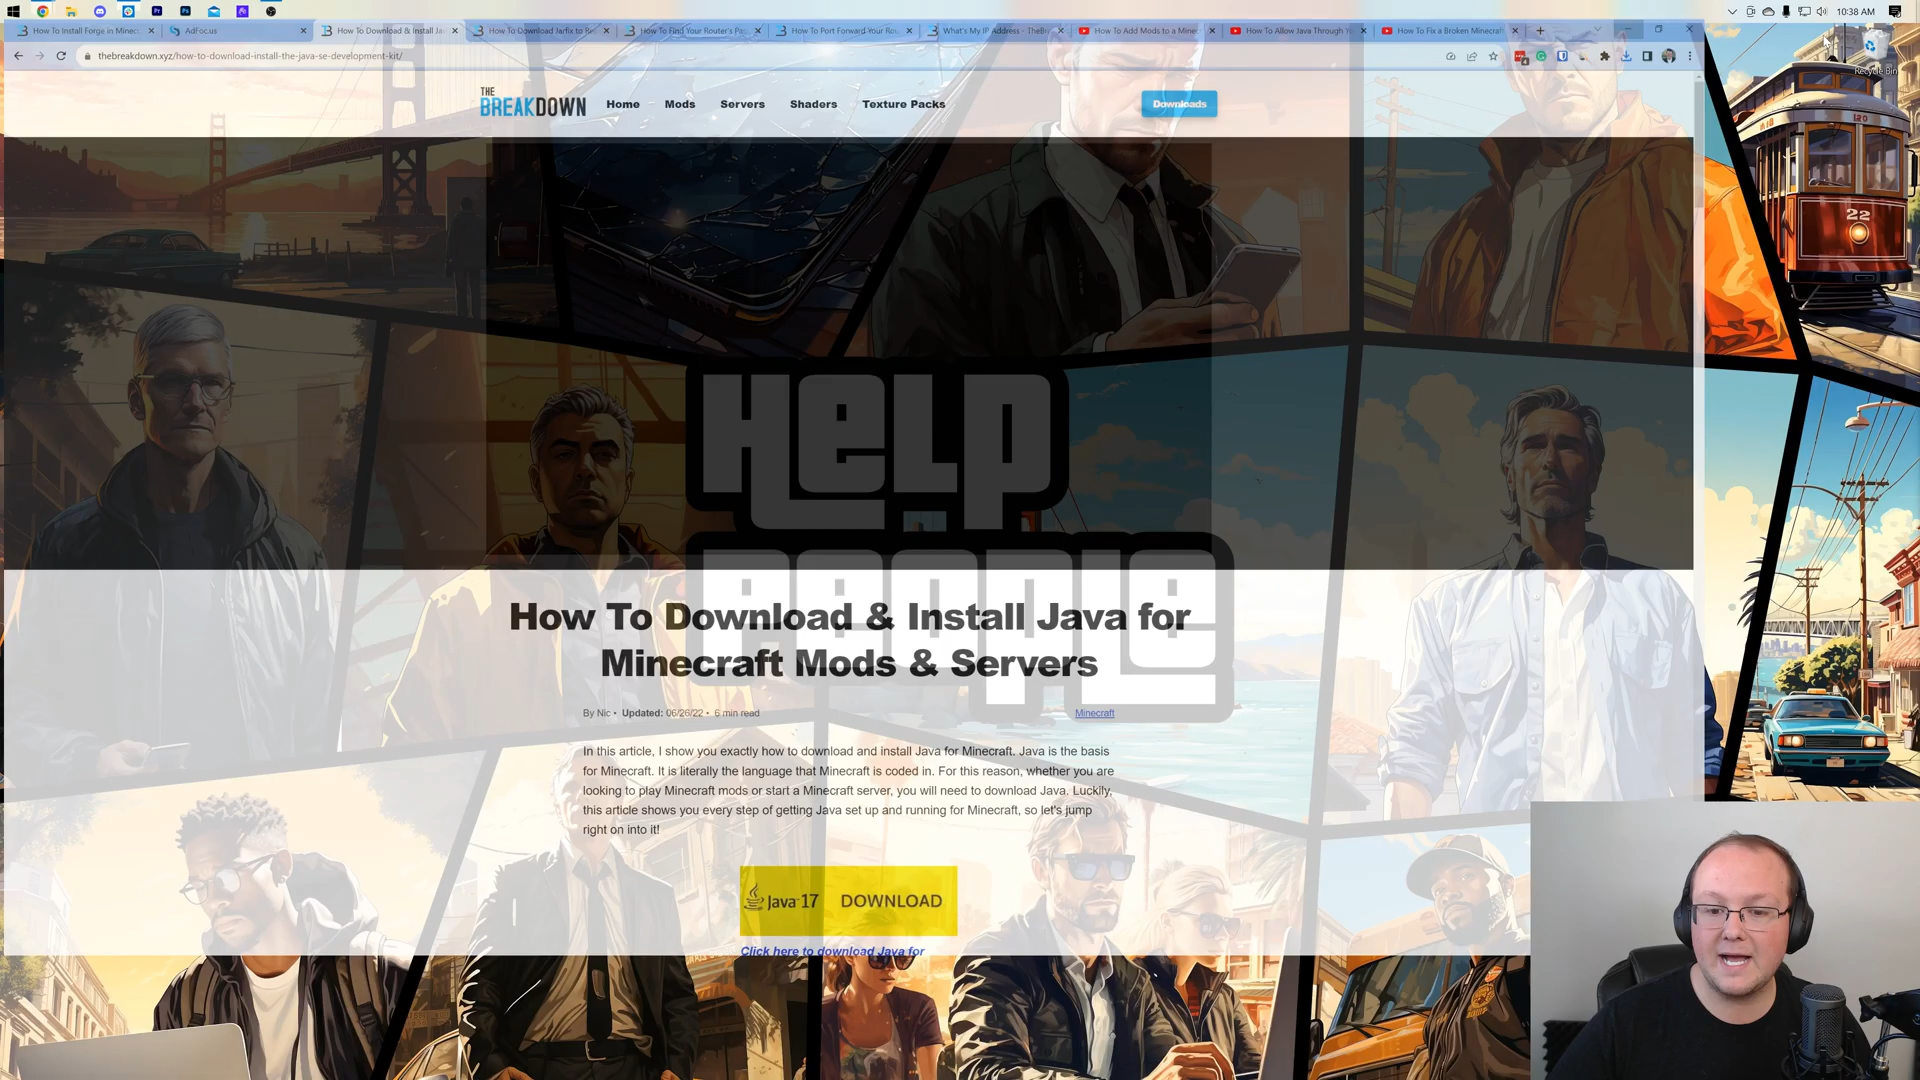 10:38 AM
How To Install Forge in Minec
AdFoc.us
How To Download & Install Ja
How To Download Jarfix to Re
How To Find Your Router's Pa
How To Port Forward Your Rou
What's My IP Address - TheBr
How To Add Mods to a Minec
How To Allow Java Through Y
How To Fix a Broken Minecraft
thebreakdown.xyz/how-to-download-install-the-java-se-development-kit/
Recycle Bin
THE
BREAKDOWN
Home
Mods
Servers
Shaders
Texture Packs
Downloads
120
22
HELP
PEOPLE
How To Download & Install Java for
Minecraft Mods & Servers
By Nic • Updated: 06/26/22 • 6 min read
Minecraft
In this article, I show you exactly how to download and install Java for Minecraft. Java is the basis
for Minecraft. It is literally the language that Minecraft is coded in. For this reason, whether you are
looking to play Minecraft mods or start a Minecraft server, you will need to download Java. Luckily,
this article shows you every step of getting Java set up and running for Minecraft, so let's jump
right on into it!
Java 17 DOWNLOAD
Click here to download Java for